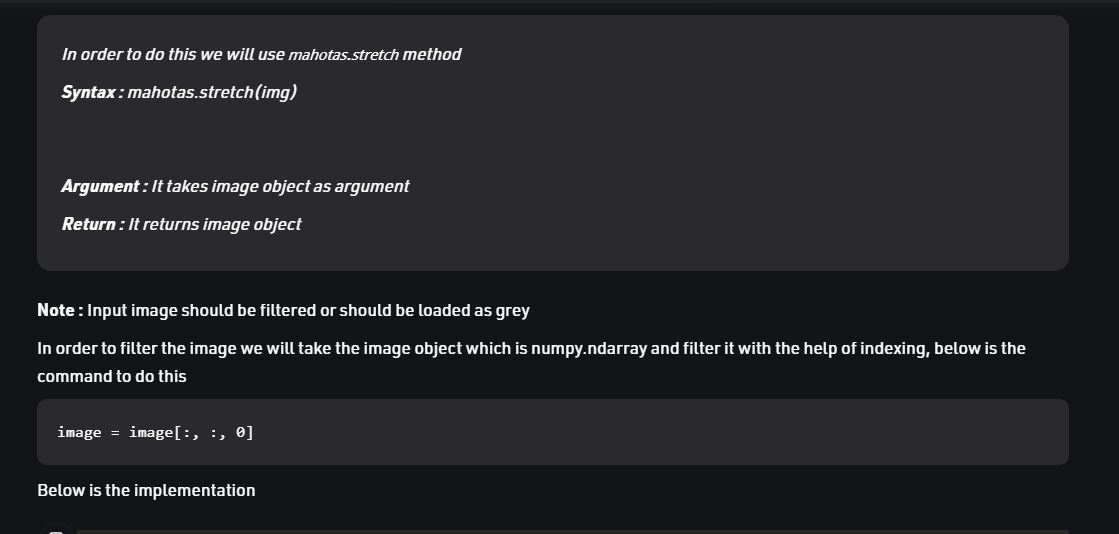 In order to do this we will use mahotas.stretch method
Syntax : mahotas.stretch(img)
Argument : It takes image object as argument
Return : It returns image object
Note : Input image should be filtered or should be loaded as grey
In order to filter the image we will take the image object which is numpy.ndarray and filter it with the help of indexing, below is the
command to do this
image = image[:, :, 0]
Below is the implementation